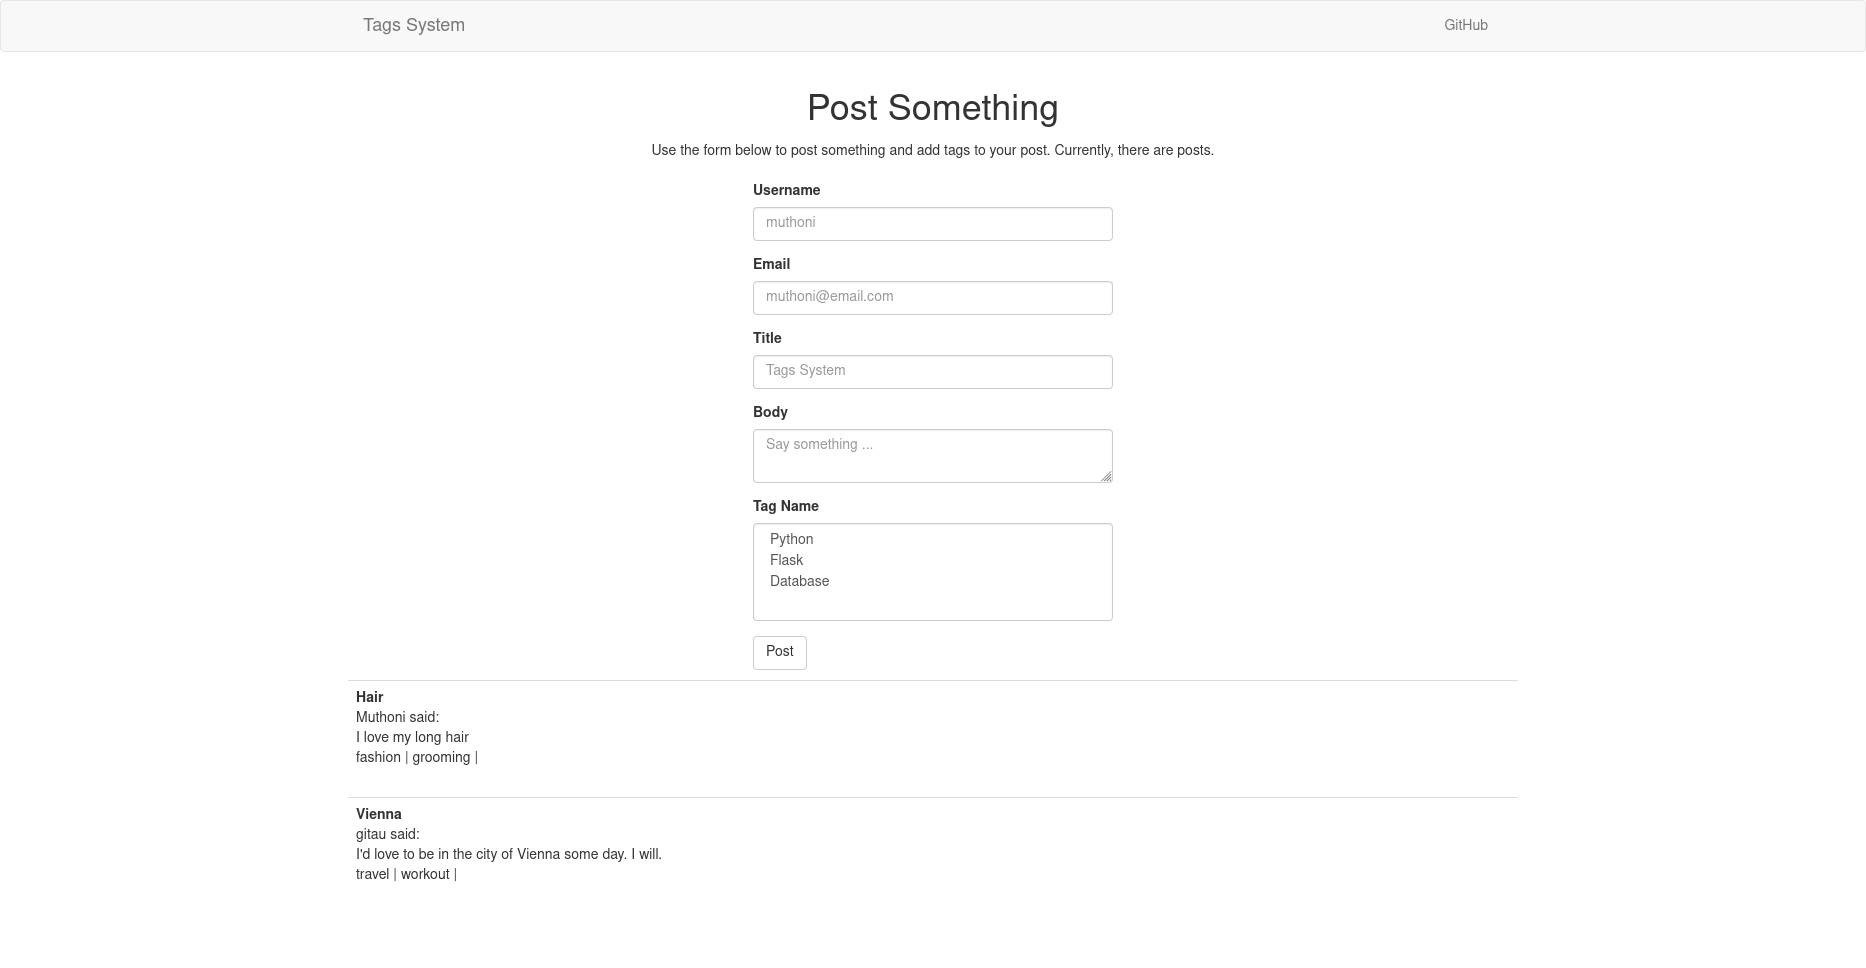 Tags System
GitHub
Post Something
Use the form below to post something and add tags to your post. Currently, there are posts.
Username
muthoni
Email
muthoni@email.com
Title
Tags System
Body
Say something ...
Tag Name
Python
Flask
Database
Post
Hair
Muthoni said:
I love my long hair
fashion | grooming |
Vienna
gitau said:
I'd love to be in the city of Vienna some day. I will.
travel | workout |